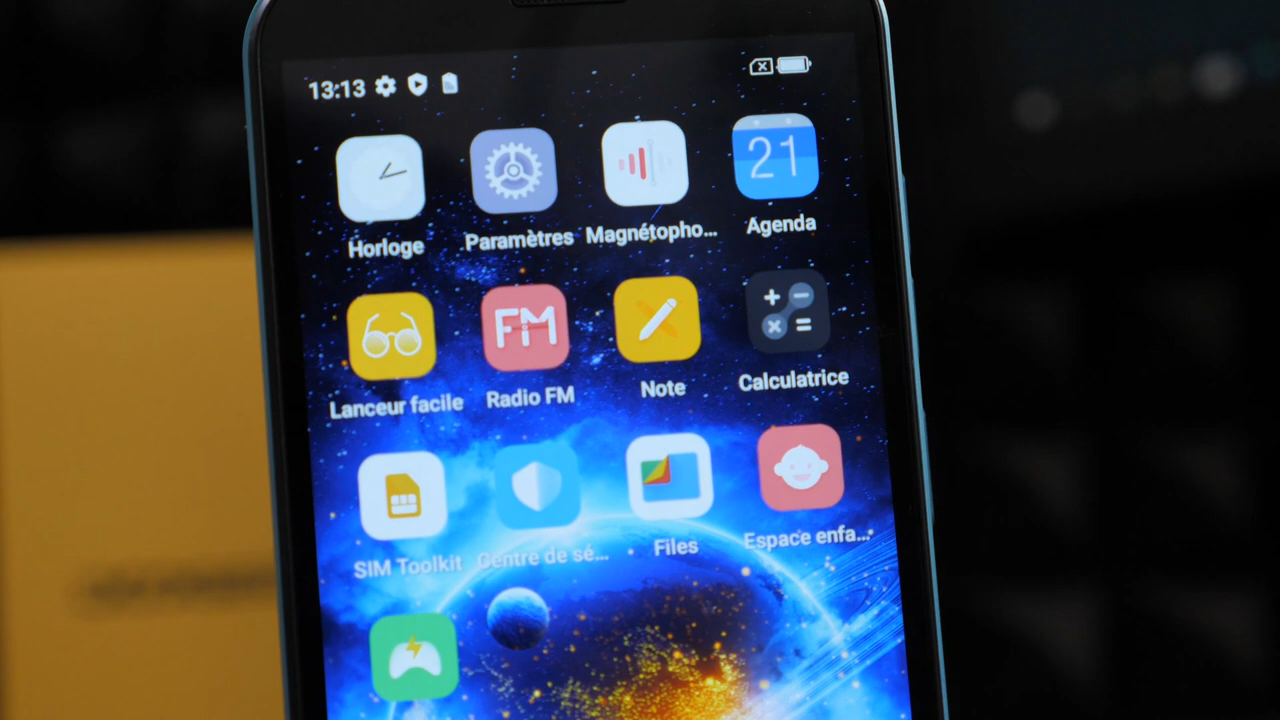 13:13
21
Horloge
Paramètres
Magnétopho...
Agenda
FM
Lanceur facile
Radio FM
Note
Calculatrice
SIM Toolkit
Centre de sé...
Files
Espace enfa...